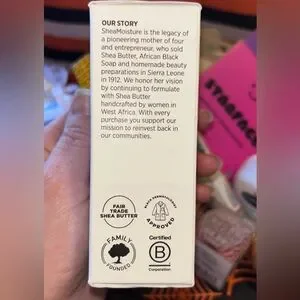 OUR STORY
SheaMoisture is the legacy of
a pioneering mother of four
and entrepreneur, who sold
Shea Butter, African Black
Soap and homemade beauty
preparations in Sierra Leone
in 1912. We honor her vision
by continuing to formulate
with Shea Butter
handcrafted by women in
West Africa. With every
purchase you support our
mission to reinvest back in
our communities.
STARFACE
FAIR
TRADE
SHEA BUTTER
APPROVED
FAMILY
FOUNDED
Certified
B
Corporation